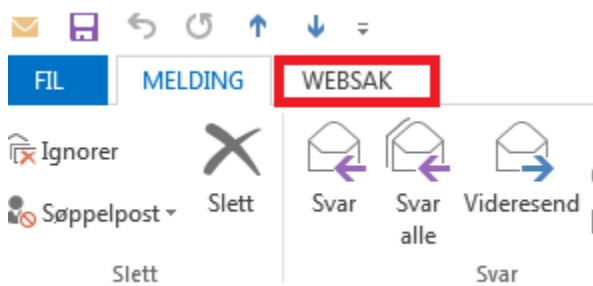 FIL MELDING WEBSAK
Ignorer
Søppelpost
Slett
Svar
Svar
alle
Videresend
Slett
Svar